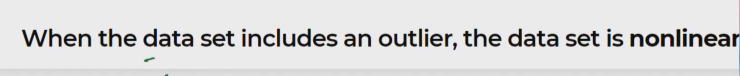 When the data set includes an outlier, the data set is nonlinear